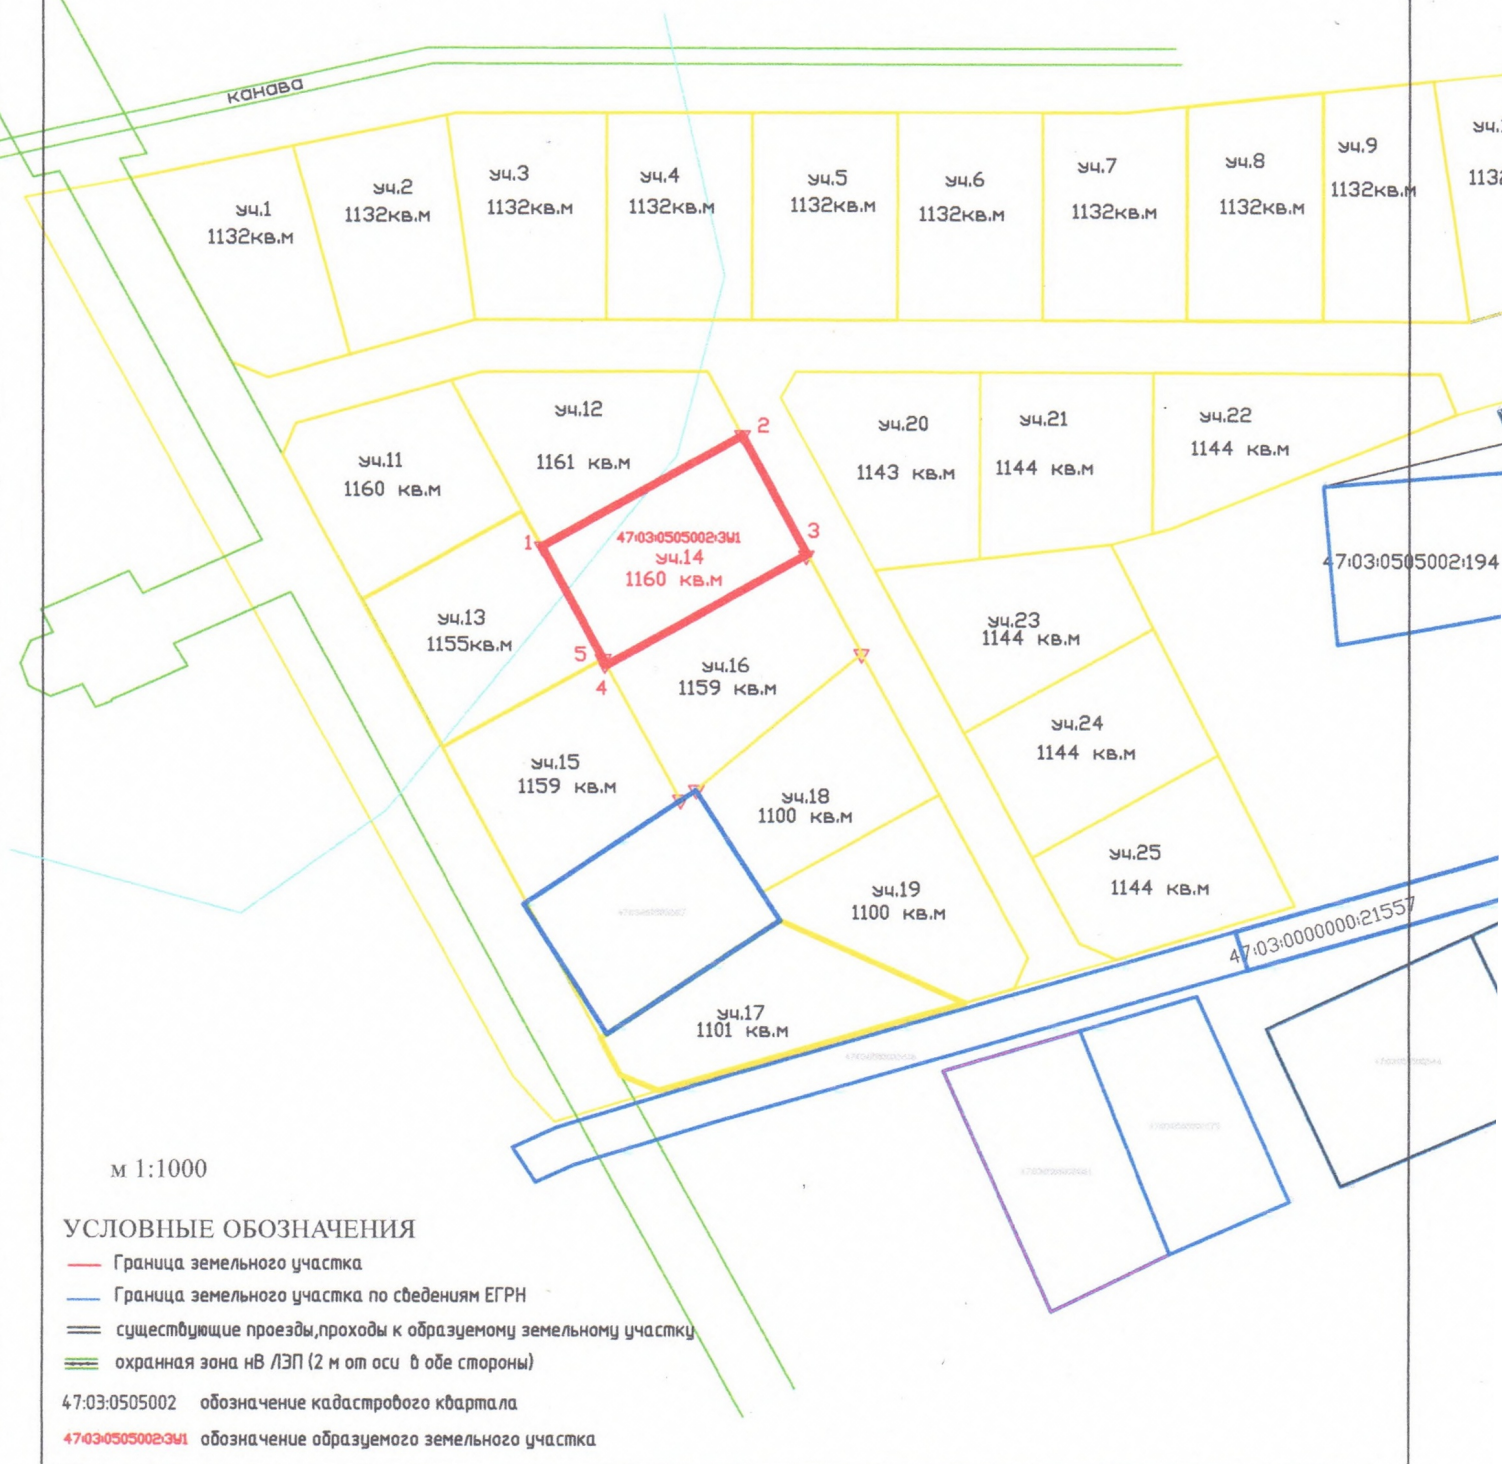 канава
уч.1
1132кв.м
уч.2
1132кв.м
уч.3
1132кв.м
уч.4
1132кв.м
уч.5
1132кв.м
уч.6
1132кв.м
уч.7
1132кв.м
уч.8
1132кв.м
уч.9
1132кв.м
уч.
113
уч.11
1160 кв.м
уч.12
1161 кв.м
2
1
3
47:03:0505002:ЗУ1
уч.14
1160 кв.м
5
4
уч.13
1155кв.м
уч.20
1143 кв.м
уч.21
1144 кв.м
уч.22
1144 кв.м
47:03:0505002:194
уч.23
1144 кв.м
уч.16
1159 кв.м
уч.24
1144 кв.м
уч.15
1159 кв.м
уч.18
1100 кв.м
уч.25
1144 кв.м
уч.19
1100 кв.м
47:03:0000000:21557
уч.17
1101 кв.м
м 1:1000
УСЛОВНЫЕ ОБОЗНАЧЕНИЯ
Граница земельного участка
Граница земельного участка по сведениям ЕГРН
существующие проезды,проходы к образуемому земельному участку
охранная зона нВ ЛЭП (2 м от оси в обе стороны)
47:03:0505002 обозначение кадастрового квартала
47:03:0505002:ЗУ1 обозначение образуемого земельного участка